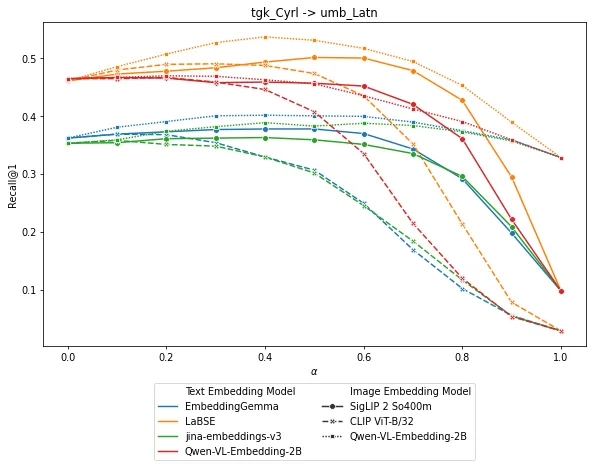 tgk_Cyrl -> umb_Latn
Recall@1
0.5
0.4
0.3
0.2
0.1
0.0 0.2 0.4 0.6 0.8 1.0
α
Text Embedding Model Image Embedding Model
EmbeddingGemma SigLIP 2 So400m
LaBSE CLIP ViT-B/32
jina-embeddings-v3 Qwen-VL-Embedding-2B
Qwen-VL-Embedding-2B